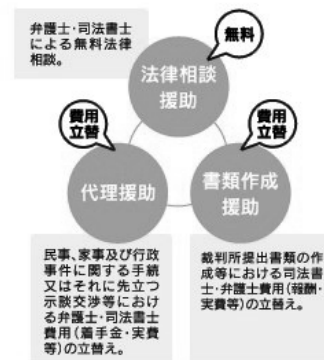 弁護士・司法書士
による無料法律
相談。
無料
法律相談
援助
費用
立替
代理援助
費用
立替
書類作成
援助
民事、家事及び行政
事件に関する手続
又はそれに先立つ
示談交渉等におけ
る弁護士・司法書士
費用（着手金・実費
等）の立替え。
裁判所提出書類の作
成等における司法書
士・弁護士費用（報酬・
実費等）の立替え。